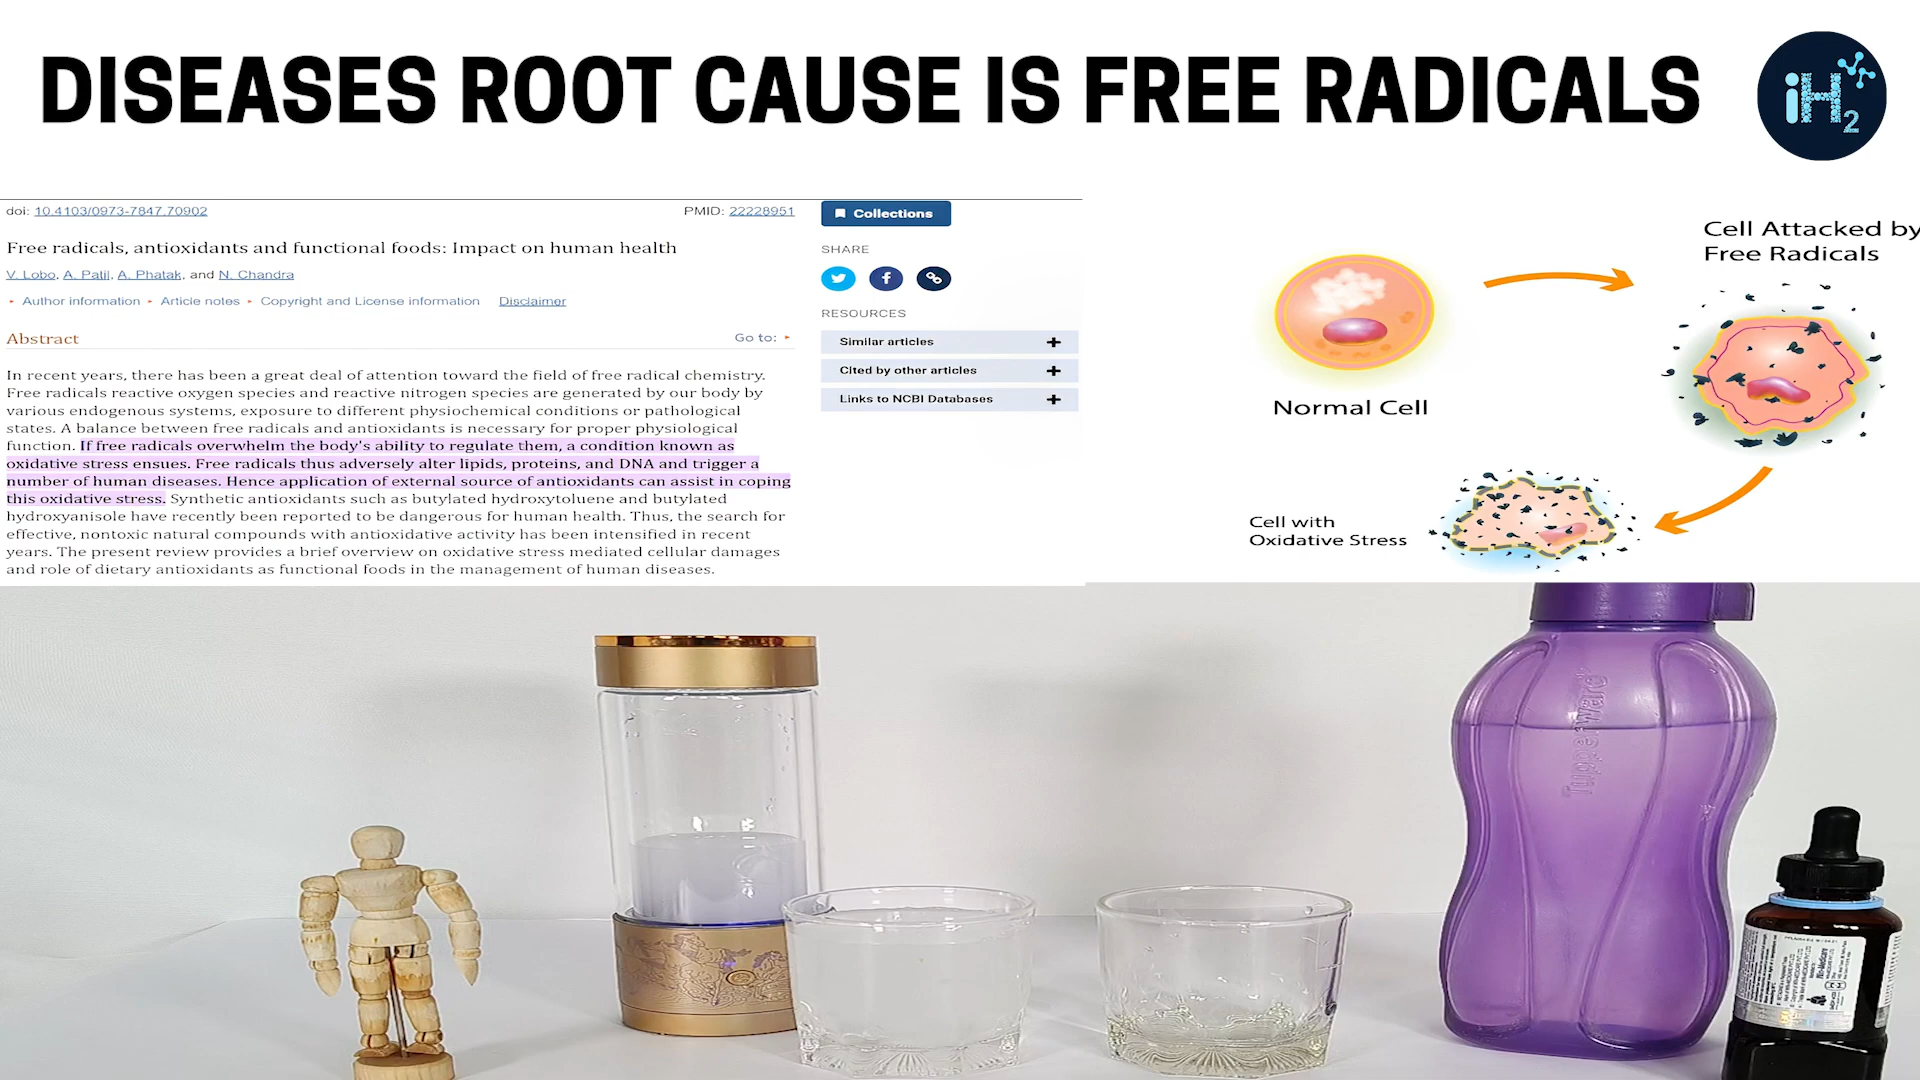 DISEASES ROOT CAUSE IS FREE RADICALS
iH2
doi: 10.4103/0973-7847.70902
PMID: 22228951
Free radicals, antioxidants and functional foods: Impact on human health
V. Lobo, A. Patil, A. Phatak, and N. Chandra
Author information Article notes Copyright and License information Disclaimer
Abstract
Go to:
In recent years, there has been a great deal of attention toward the field of free radical chemistry.
Free radicals reactive oxygen species and reactive nitrogen species are generated by our body by
various endogenous systems, exposure to different physiochemical conditions or pathological
states. A balance between free radicals and antioxidants is necessary for proper physiological
function. If free radicals overwhelm the body's ability to regulate them, a condition known as
oxidative stress ensues. Free radicals thus adversely alter lipids, proteins, and DNA and trigger a
number of human diseases. Hence application of external source of antioxidants can assist in coping
this oxidative stress. Synthetic antioxidants such as butylated hydroxytoluene and butylated
hydroxyanisole have recently been reported to be dangerous for human health. Thus, the search for
effective, nontoxic natural compounds with antioxidative activity has been intensified in recent
years. The present review provides a brief overview on oxidative stress mediated cellular damages
and role of dietary antioxidants as functional foods in the management of human diseases.
Collections
SHARE
RESOURCES
Similar articles
Cited by other articles
Links to NCBI Databases
Cell Attacked by
Free Radicals
Normal Cell
Cell with
Oxidative Stress
Tupperware